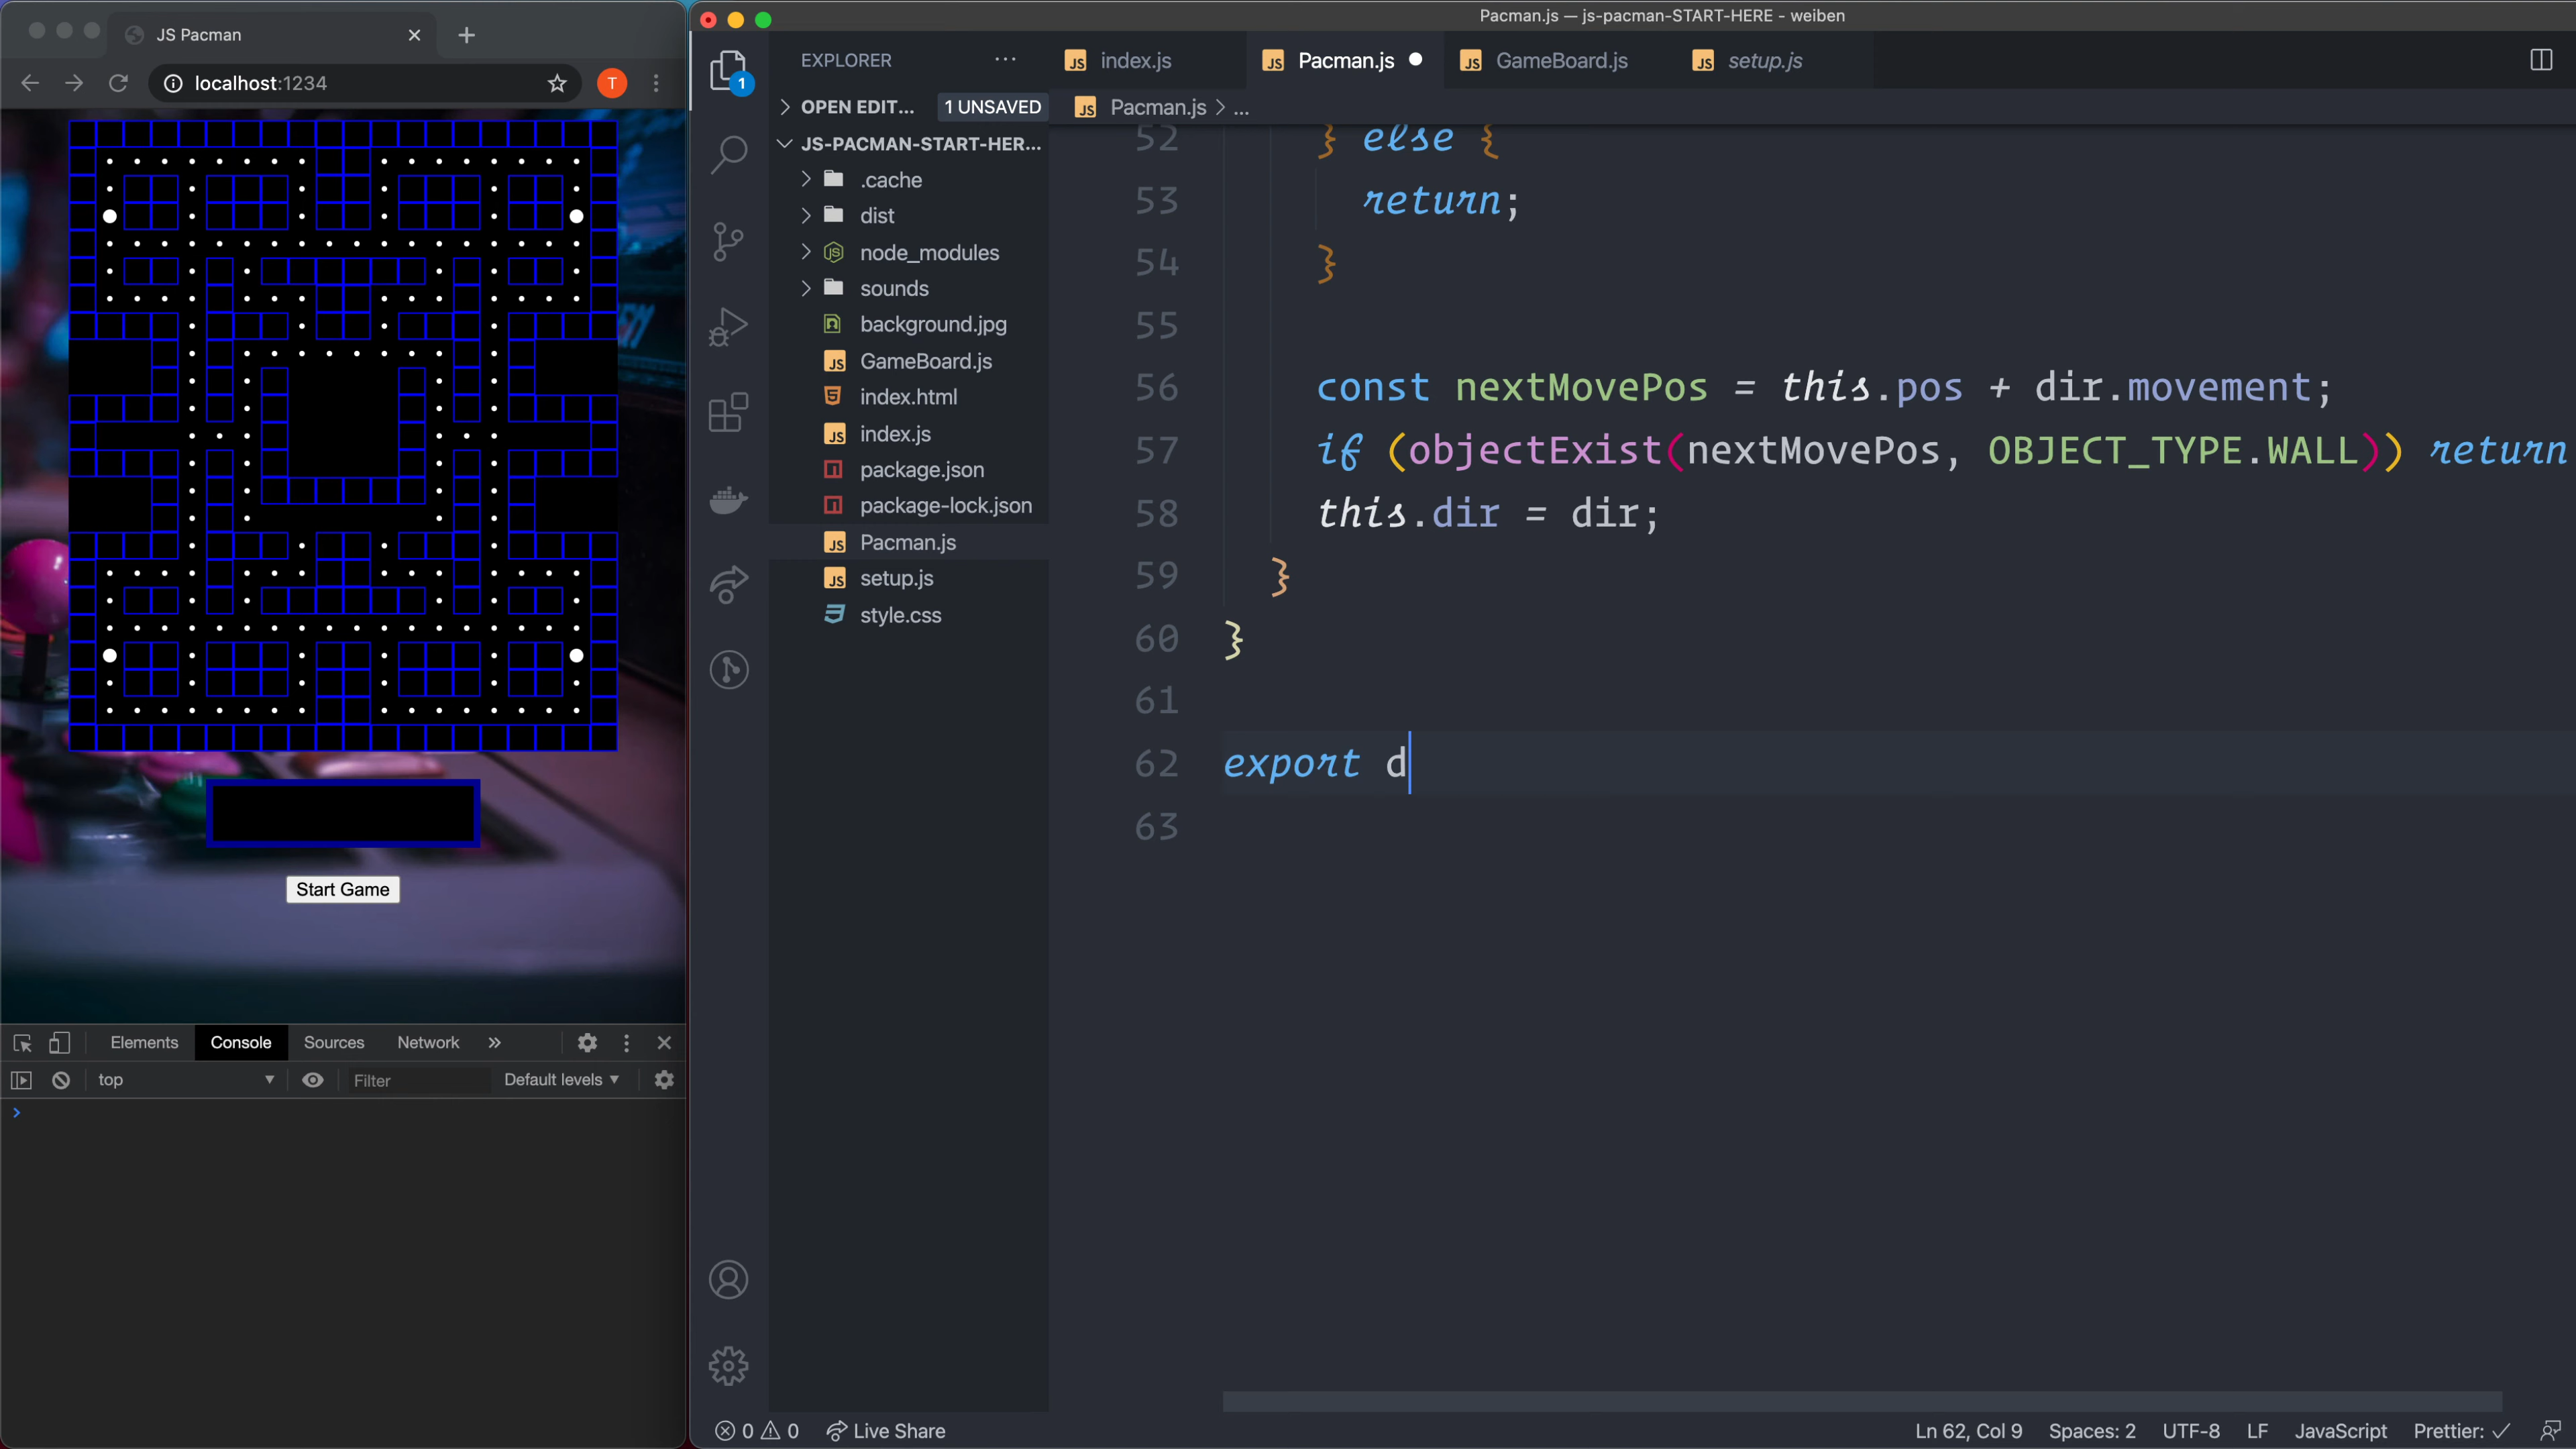 JS Pacman
localhost:1234
Start Game
Elements
Console
Sources
Network
top
Filter
Default levels
Pacman.js — js-pacman-START-HERE - weiben
EXPLORER
OPEN EDIT...
1 UNSAVED
JS-PACMAN-START-HER...
.cache
dist
node_modules
sounds
background.jpg
GameBoard.js
index.html
index.js
package.json
package-lock.json
Pacman.js
setup.js
style.css
1
T
index.js
Pacman.js
GameBoard.js
setup.js
Pacman.js > ...
52 } else {
53 return;
54 }
55
56 const nextMovePos = this.pos + dir.movement;
57 if (objectExist(nextMovePos, OBJECT_TYPE.WALL)) return
58 this.dir = dir;
59 }
60 }
61
62 export d
63
0 0 Live Share
Ln 62, Col 9 Spaces: 2 UTF-8 LF JavaScript Prettier: ✓